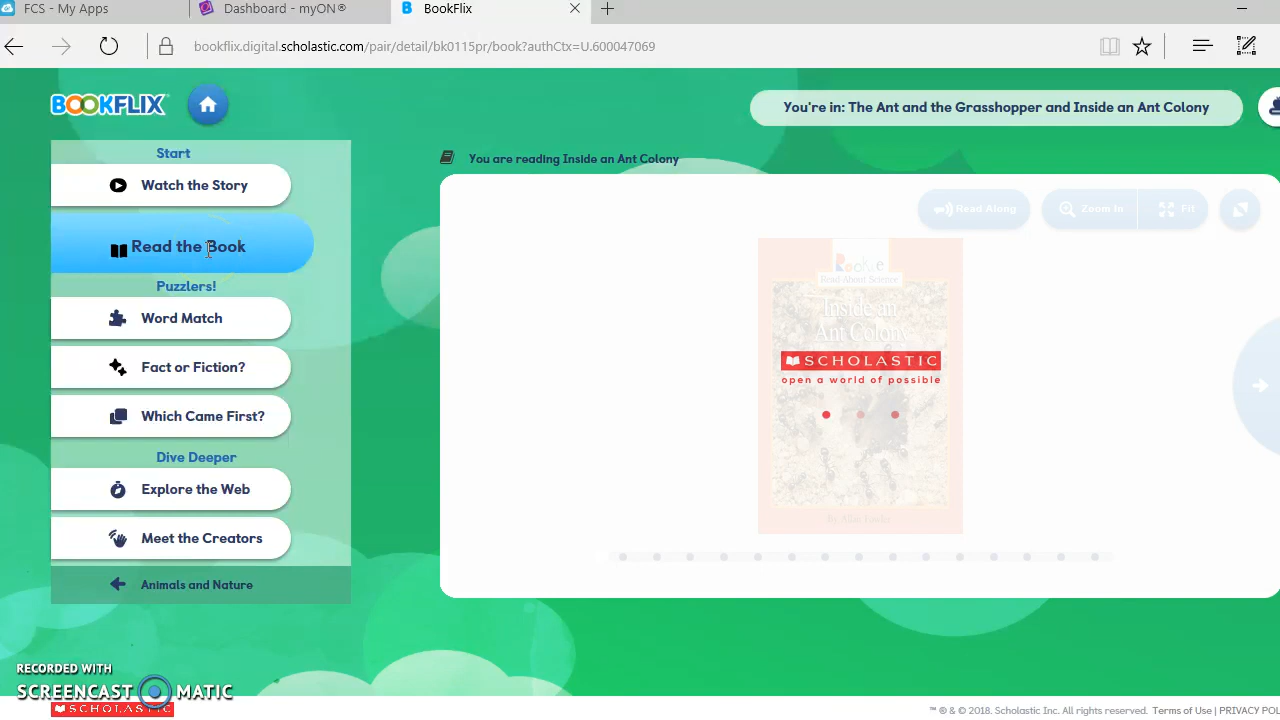 FCS - My Apps
Dashboard - myON®
BookFlix
bookflix.digital.scholastic.com/pair/detail/bk0115pr/book?authCtx=U.600047069
BOOKFLIX
You're in: The Ant and the Grasshopper and Inside an Ant Colony
Start
Watch the Story
Read the Book
Puzzlers!
Word Match
Fact or Fiction?
Which Came First?
Dive Deeper
Explore the Web
Meet the Creators
Animals and Nature
You are reading Inside an Ant Colony
Read Along
Zoom In
Fit
Rookie
Read-About Science
Inside an
Ant Colony
SCHOLASTIC
open a world of possible
By Allan Fowler
RECORDED WITH
SCREENCAST MATIC
SCHOLASTIC
™ ® & © 2018. Scholastic Inc. All rights reserved. Terms of Use | PRIVACY POL